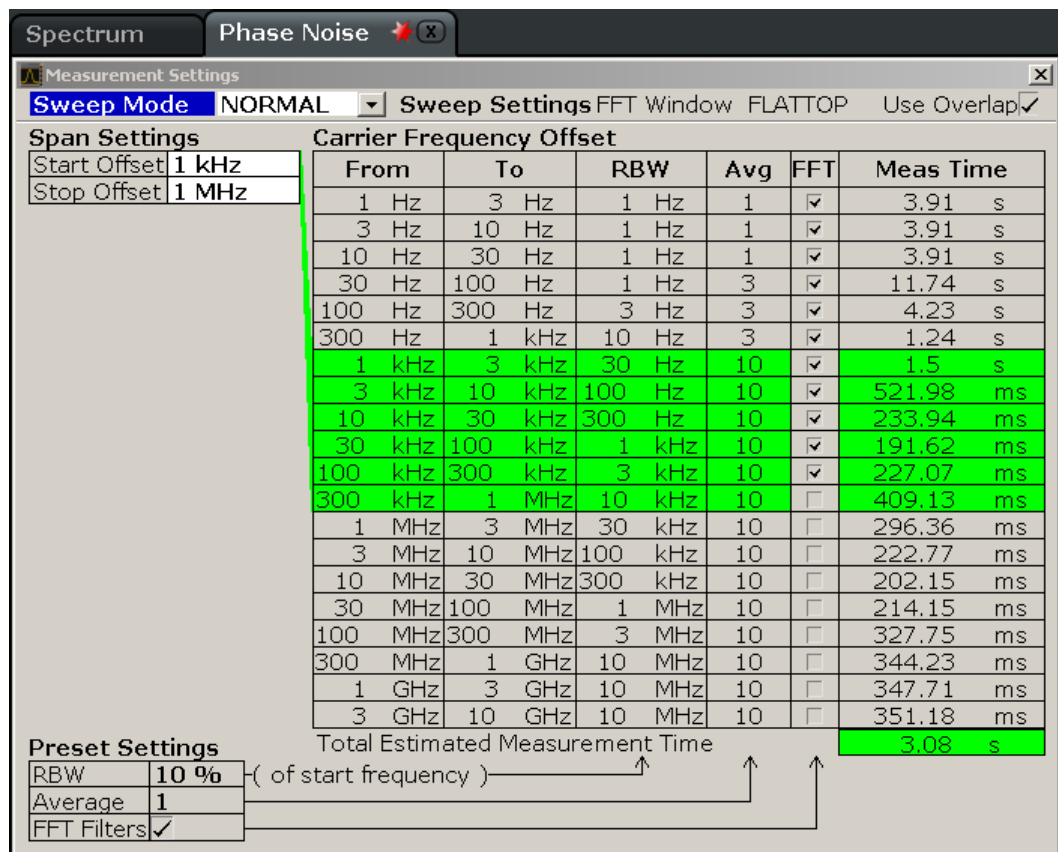 Spectrum Phase Noise X
Measurement Settings X
Sweep Mode NORMAL Sweep Settings FFT Window FLATTOP Use Overlap
Span Settings Carrier Frequency Offset
Start Offset 1 kHz
Stop Offset 1 MHz
From To RBW Avg FFT Meas Time
1 Hz 3 Hz 1 Hz 1 3.91 s
3 Hz 10 Hz 1 Hz 1 3.91 s
10 Hz 30 Hz 1 Hz 1 3.91 s
30 Hz 100 Hz 1 Hz 3 11.74 s
100 Hz 300 Hz 3 Hz 3 4.23 s
300 Hz 1 kHz 10 Hz 3 1.24 s
1 kHz 3 kHz 30 Hz 10 1.5 s
3 kHz 10 kHz 100 Hz 10 521.98 ms
10 kHz 30 kHz 300 Hz 10 233.94 ms
30 kHz 100 kHz 1 kHz 10 191.62 ms
100 kHz 300 kHz 3 kHz 10 227.07 ms
300 kHz 1 MHz 10 kHz 10 409.13 ms
1 MHz 3 MHz 30 kHz 10 296.36 ms
3 MHz 10 MHz 100 kHz 10 222.77 ms
10 MHz 30 MHz 300 kHz 10 202.15 ms
30 MHz 100 MHz 1 MHz 10 214.15 ms
100 MHz 300 MHz 3 MHz 10 327.75 ms
300 MHz 1 GHz 10 MHz 10 344.23 ms
1 GHz 3 GHz 10 MHz 10 347.71 ms
3 GHz 10 GHz 10 MHz 10 351.18 ms
Total Estimated Measurement Time 3.08 s
Preset Settings
RBW 10 % ( of start frequency )
Average 1
FFT Filters